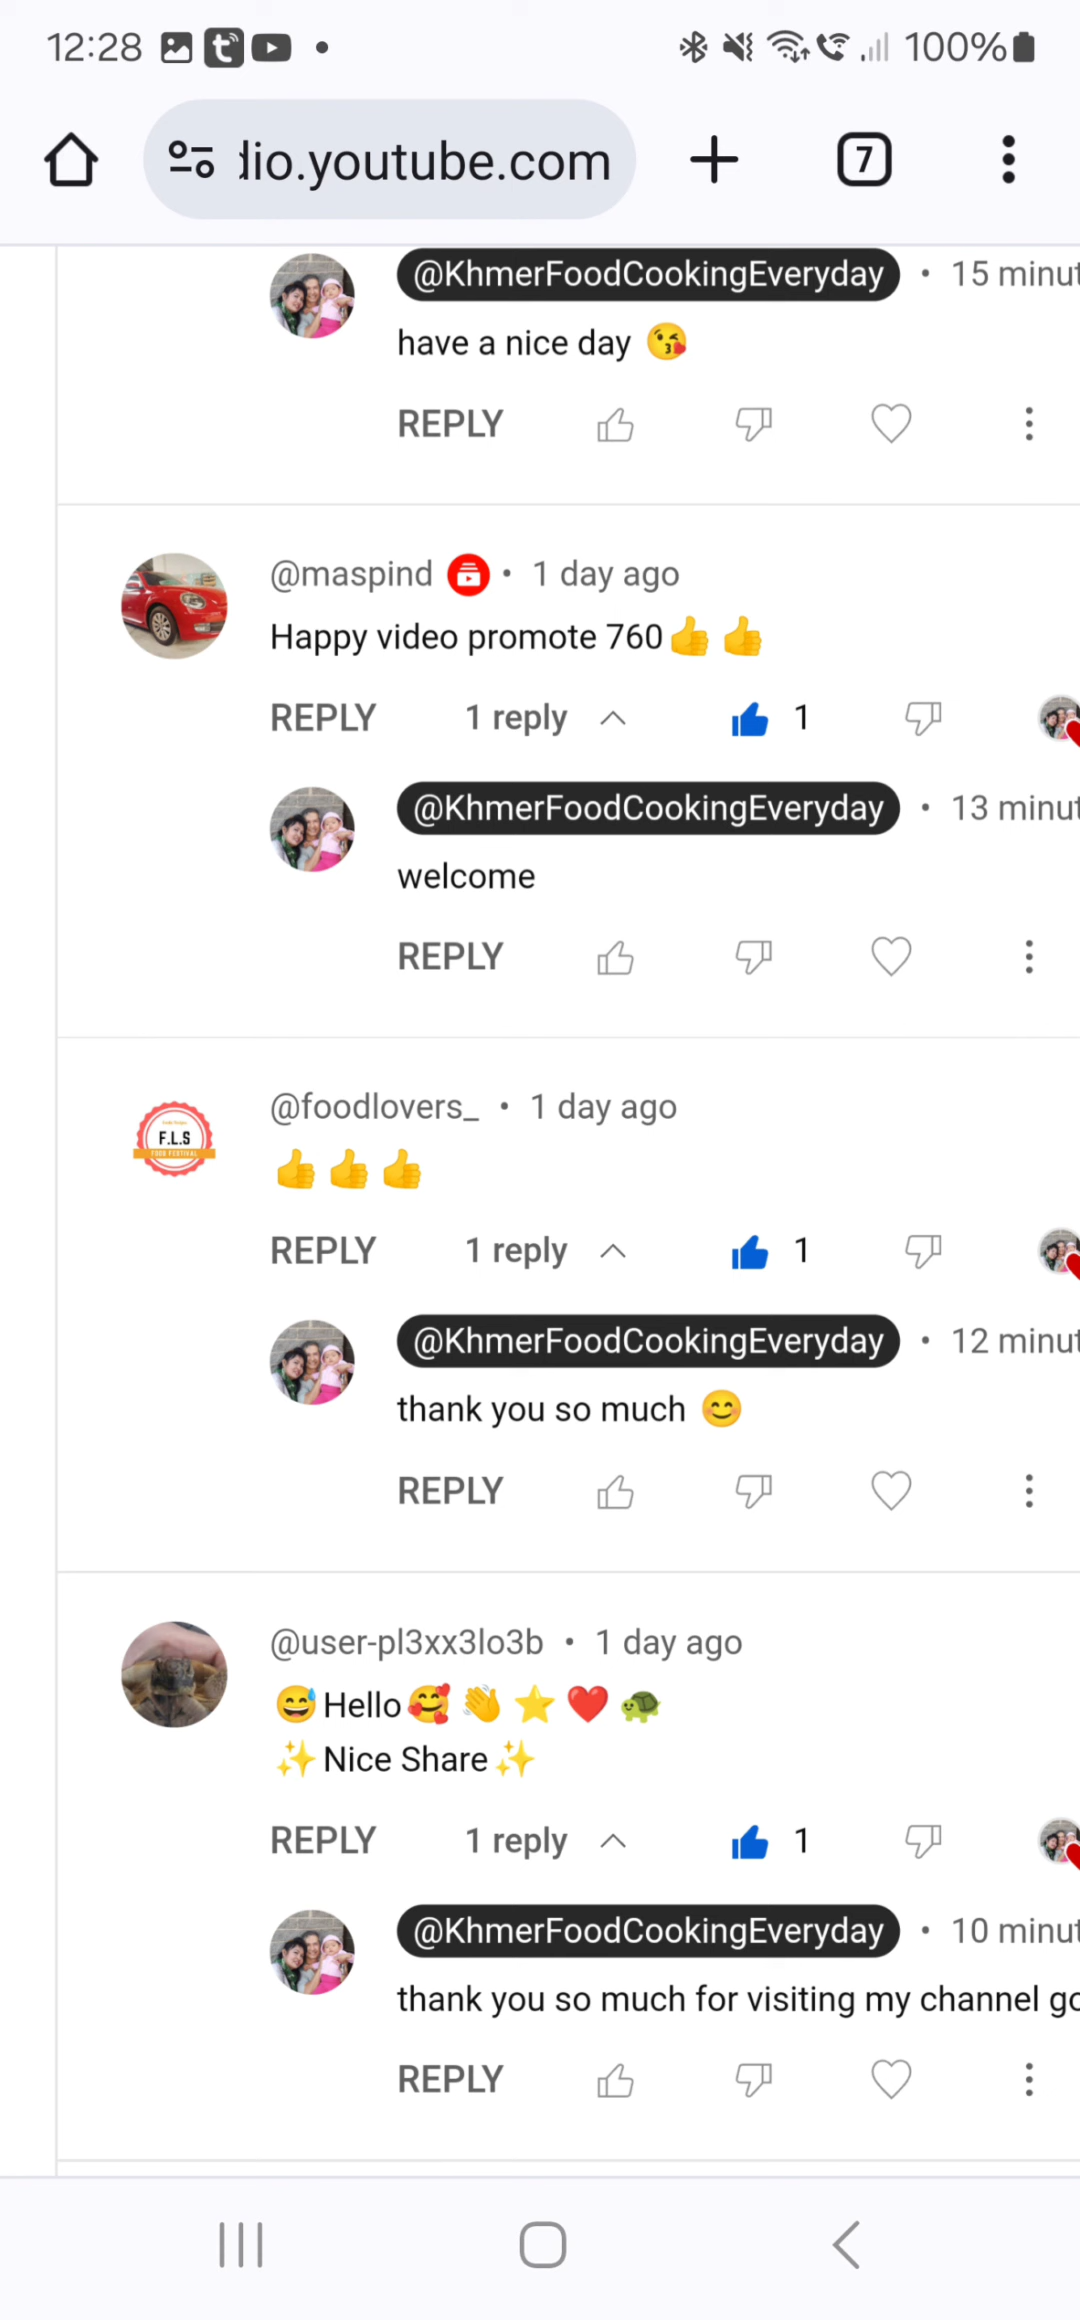 12:28
100%
lio.youtube.com
7
@KhmerFoodCookingEveryday • 15 minut
have a nice day 😘
REPLY
@maspind • 1 day ago
Happy video promote 760👍👍
REPLY 1 reply 1
@KhmerFoodCookingEveryday • 13 minut
welcome
REPLY
F.L.S
FOOD FESTIVAL
@foodlovers_ • 1 day ago
👍👍👍
REPLY 1 reply 1
@KhmerFoodCookingEveryday • 12 minut
thank you so much 😊
REPLY
@user-pl3xx3lo3b • 1 day ago
😅Hello🥰👋⭐❤️🐢
✨Nice Share✨
REPLY 1 reply 1
@KhmerFoodCookingEveryday • 10 minut
thank you so much for visiting my channel go
REPLY